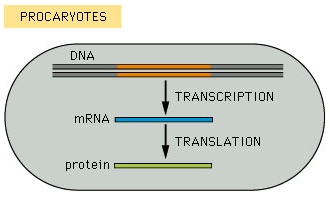 PROCARYOTES
DNA
TRANSCRIPTION
mRNA
TRANSLATION
protein